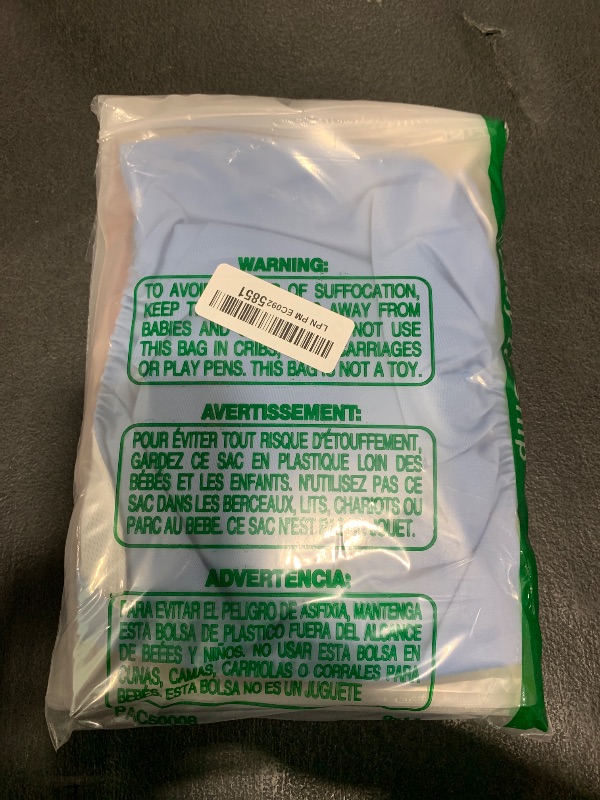 WARNING:
TO AVOI OF SUFFOCATION,
KEEP AWAY FROM
BABIES AND NOT USE
THIS BAG IN CRIBS, CARRIAGES
OR PLAY PENS. THIS BAG IS NOT A TOY.
LPN PM EC0925851
AVERTISSEMENT:
POUR ÉVITER TOUT RISQUE D'ÉTOUFFEMENT,
GARDEZ CE SAC EN PLASTIQUE LOIN DES
BÉBÉS ET LES ENFANTS. N'UTILISEZ PAS CE
SAC DANS LES BERCEAUX, LITS, CHARIOTS OU
PARC AU BEBE. CE SAC N'EST PAS UN JOUET.
ADVERTENCIA:
PARA EVITAR EL PELIGRO DE ASFIXIA, MANTENGA
ESTA BOLSA DE PLASTICO FUERA DEL ALCANCE
DE BEBES Y NIÑOS. NO USAR ESTA BOLSA EN
CUNAS, CAMAS, CARRIOLAS O CORRALES PARA
BEBÉS. ESTA BOLSA NO ES UN JUGUETE
PAC50008